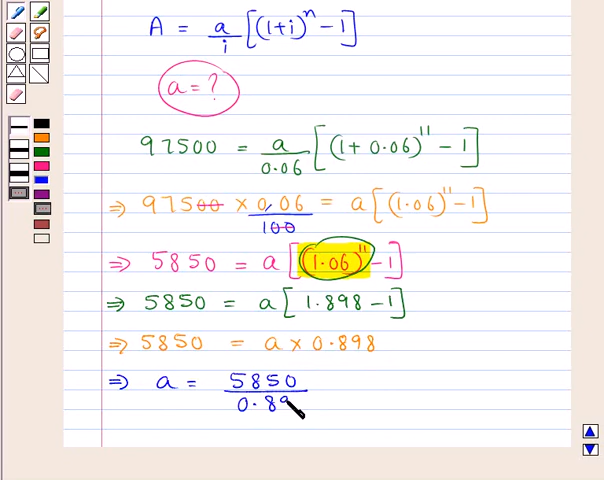 A = a/i [(1+i)^n − 1]
a = ?
97500 = a/0.06 [(1 + 0.06)^11 − 1]
⇒ 97500 × 0.06/100 = a[(1.06)^11 − 1]
⇒ 5850 = a[(1.06)^11 − 1]
⇒ 5850 = a[1.898 − 1]
⇒ 5850 = a × 0.898
⇒ a = 5850/0.89